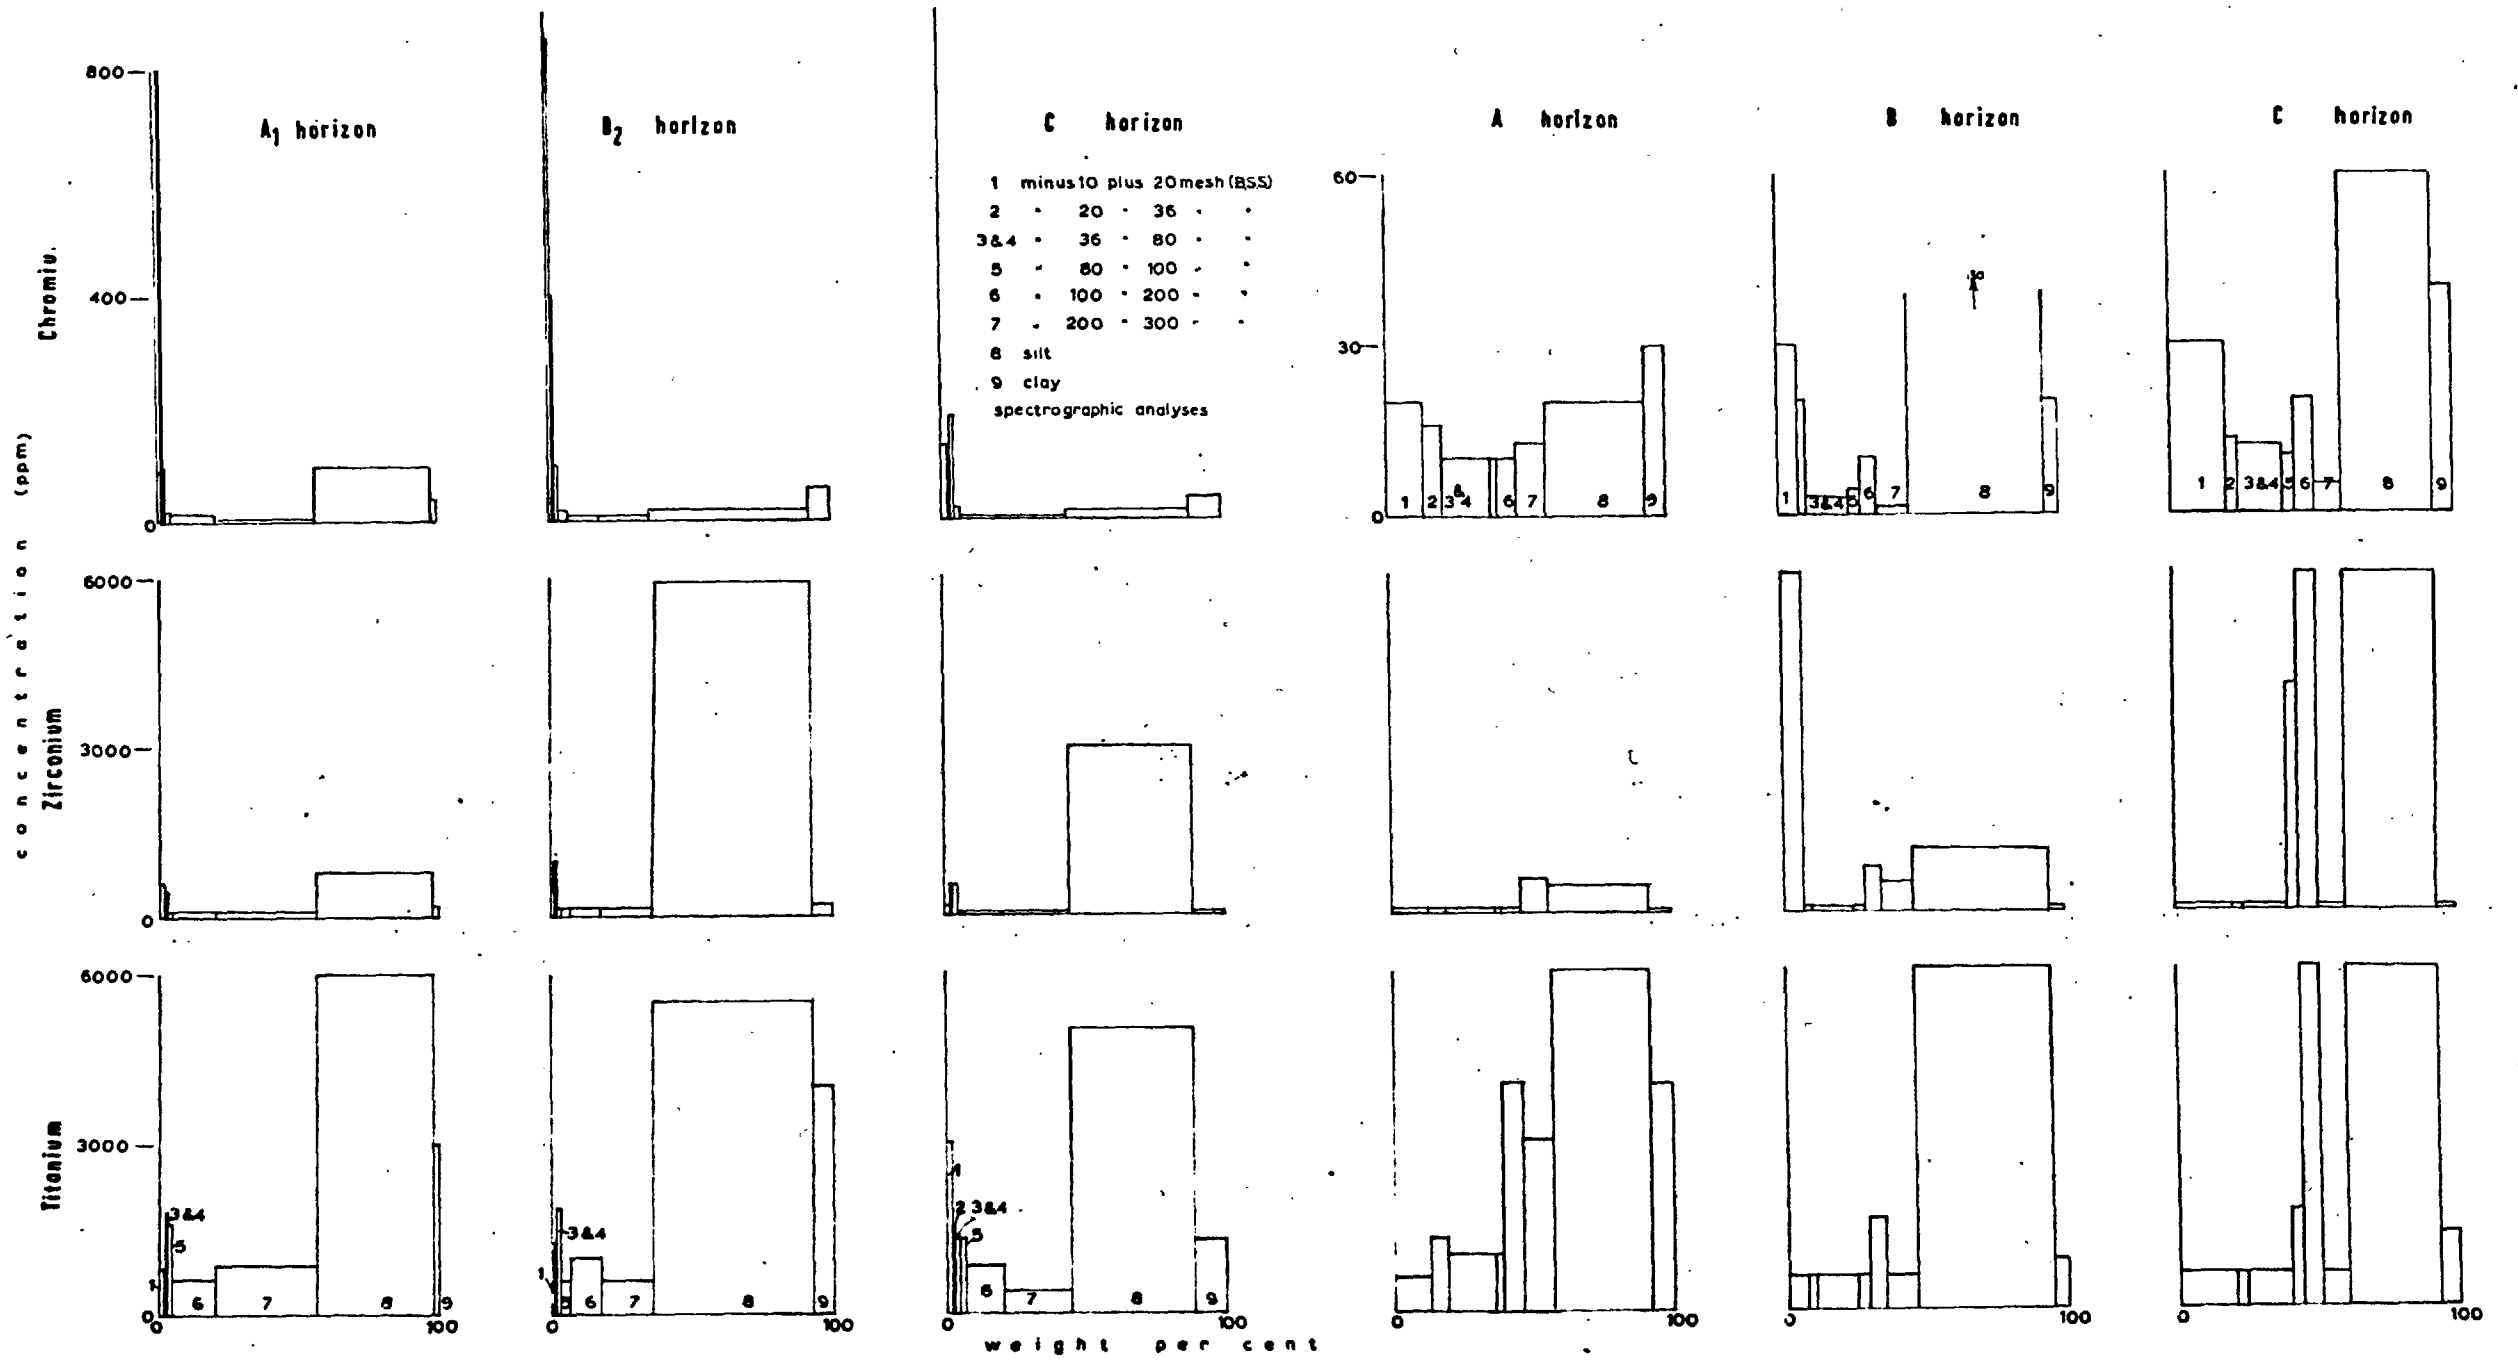 A1 horizon
B2 horizon
C horizon
A horizon
B horizon
C horizon
1 minus 10 plus 20 mesh (B.S.S)
2 " 20 " 36 " "
3&4 " 36 " 80 " "
5 " 80 " 100 " "
6 " 100 " 200 " "
7 " 200 " 300 " "
8 silt
9 clay
spectrographic analyses
concentration (ppm)
Chromiu.
800
400
0
60
30
0
1 2 3&4 6 7 8 9
1 3&4 5 6 7 8 9
1 2 3&4 5 6 7 8 9
Zirconium
6000
3000
0
Titanium
6000
3000
0
1 3&4 5 6 7 8 9
1 3&4 5 6 7 8 9
1 2 3&4 5 6 7 8 9
0 100
0 100
0 100
0 100
0 100
0 100
weight per cent